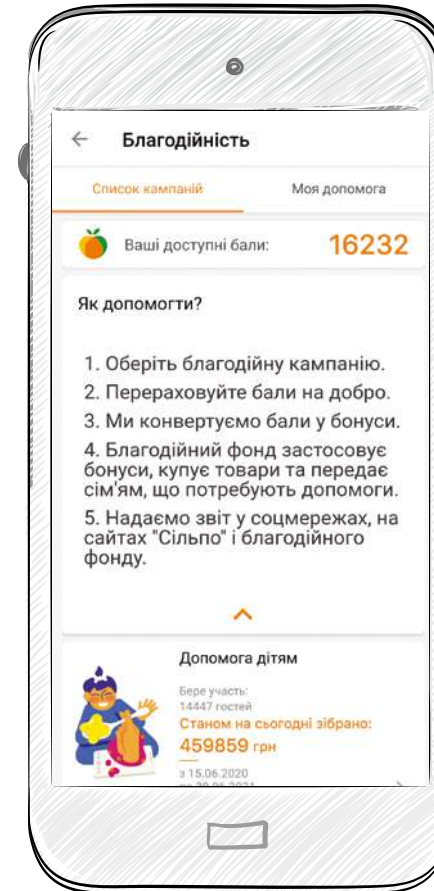 Благодійність
Список кампаній
Моя допомога
Ваші доступні бали:
16232
Як допомогти?
1. Оберіть благодійну кампанію.
2. Перераховуйте бали на добро.
3. Ми конвертуємо бали у бонуси.
4. Благодійний фонд застосовує
бонуси, купує товари та передає
сім'ям, що потребують допомоги.
5. Надаємо звіт у соцмережах, на
сайтах "Сільпо" і благодійного
фонду.
Допомога дітям
Бере участь:
14447 гостей
Станом на сьогодні зібрано:
459859 грн
з 15.06.2020